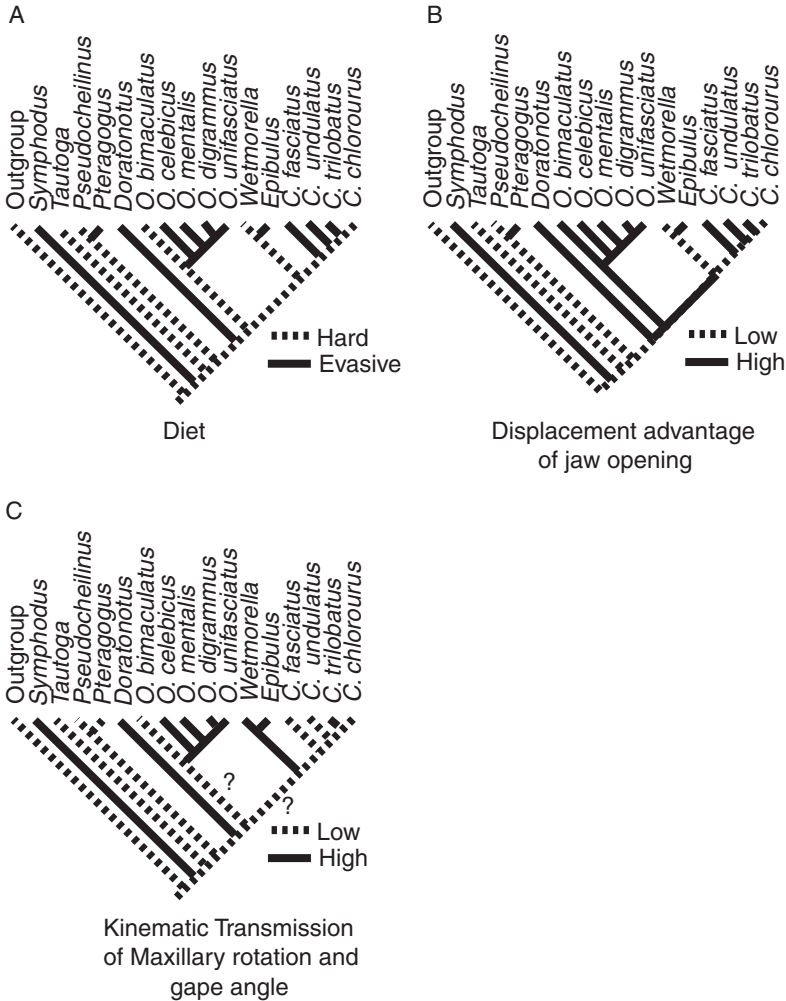 A
Outgroup
Symphodus
Tautoga
Pseudocheilinus
Pteragogus
Doratonotus
O. bimaculatus
O. celebicus
O. mentalis
O. digrammus
O. unifasciatus
Wetmorella
Epibulus
C. fasciatus
C. undulatus
C. trilobatus
C. chlorourus
Hard
Evasive
Diet
B
Outgroup
Symphodus
Tautoga
Pseudocheilinus
Pteragogus
Doratonotus
O. bimaculatus
O. celebicus
O. mentalis
O. digrammus
O. unifasciatus
Wetmorella
Epibulus
C. fasciatus
C. undulatus
C. trilobatus
C. chlorourus
Low
High
Displacement advantage
of jaw opening
C
Outgroup
Symphodus
Tautoga
Pseudocheilinus
Pteragogus
Doratonotus
O. bimaculatus
O. celebicus
O. mentalis
O. digrammus
O. unifasciatus
Wetmorella
Epibulus
C. fasciatus
C. undulatus
C. trilobatus
C. chlorourus
?
?
Low
High
Kinematic Transmission
of Maxillary rotation and
gape angle